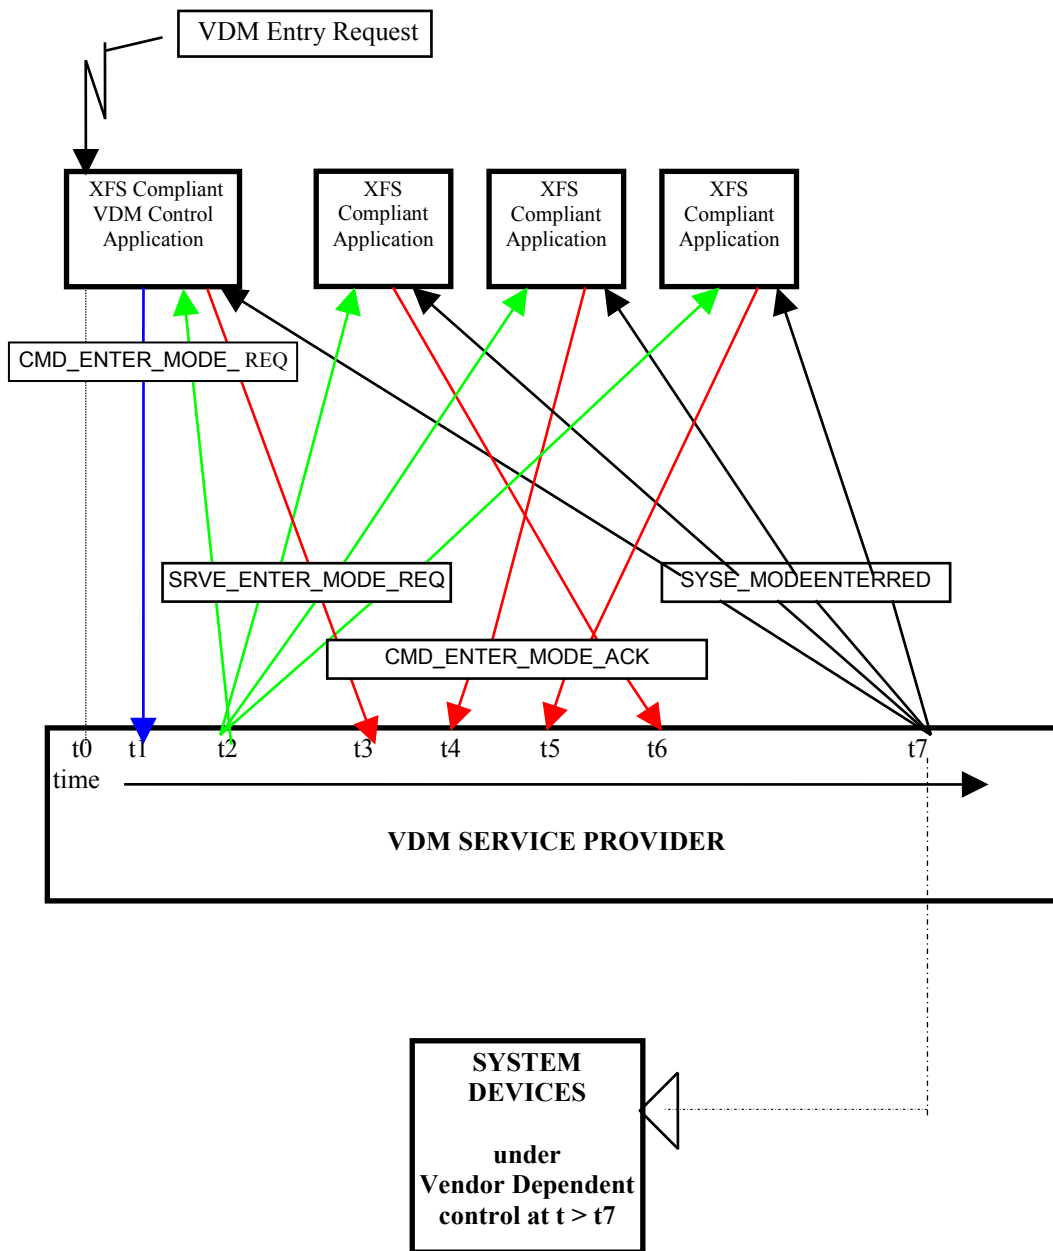 VDM Entry Request
XFS Compliant
VDM Control
Application
XFS
Compliant
Application
XFS
Compliant
Application
XFS
Compliant
Application
CMD_ENTER_MODE_ REQ
SRVE_ENTER_MODE_REQ
SYSE_MODEENTERRED
CMD_ENTER_MODE_ACK
t0 t1 t2 t3 t4 t5 t6 t7
time
VDM SERVICE PROVIDER
SYSTEM
DEVICES
under
Vendor Dependent
control at t > t7